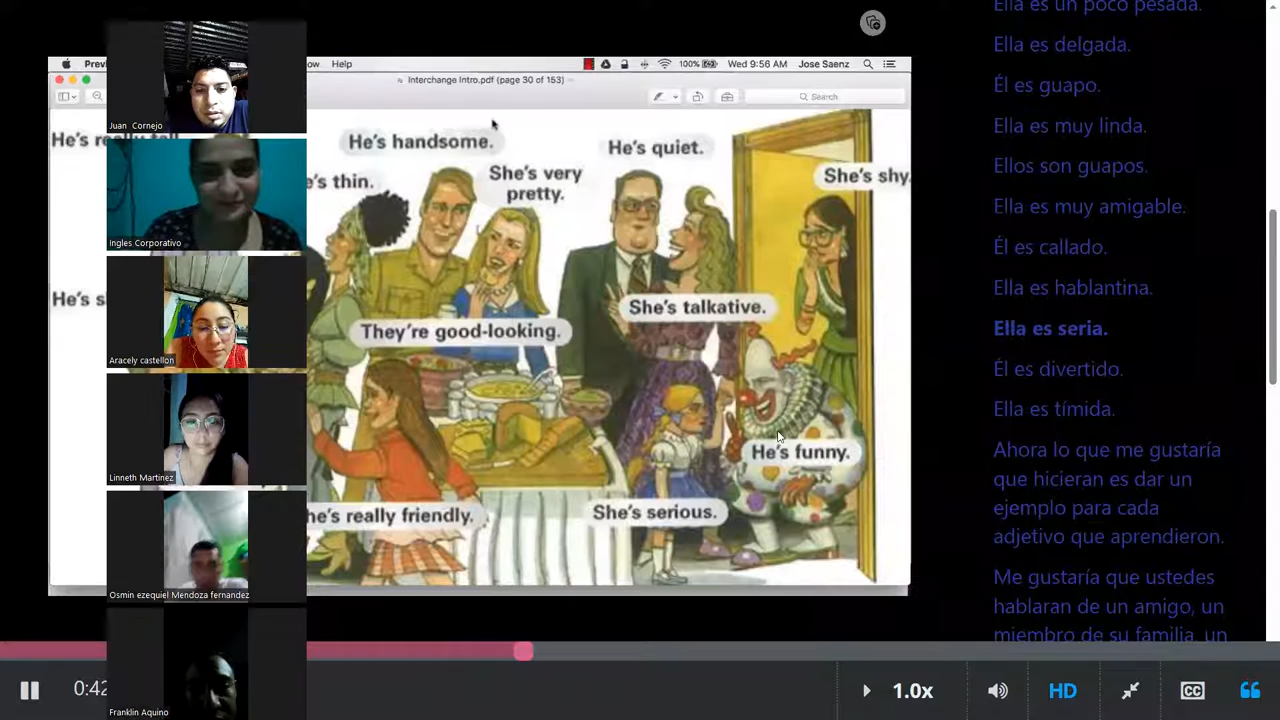 Previ
ow Help
100%
Wed 9:56 AM Jose Saenz
Interchange Intro.pdf (page 30 of 153)
Search
He's really tall
He's handsome.
He's quiet.
e's thin.
She's very
pretty.
She's shy.
He's s
She's talkative.
They're good-looking.
He's funny.
he's really friendly.
She's serious.
Juan Cornejo
Ingles Corporativo
Aracely castellon
Linneth Martinez
Osmin ezequiel Mendoza fernandez
Franklin Aquino
Ella es un poco pesada.
Ella es delgada.
Él es guapo.
Ella es muy linda.
Ellos son guapos.
Ella es muy amigable.
Él es callado.
Ella es hablantina.
Ella es seria.
Él es divertido.
Ella es tímida.
Ahora lo que me gustaría
que hicieran es dar un
ejemplo para cada
adjetivo que aprendieron.
Me gustaría que ustedes
hablaran de un amigo, un
miembro de su familia, un
0:42
1.0x
HD
CC